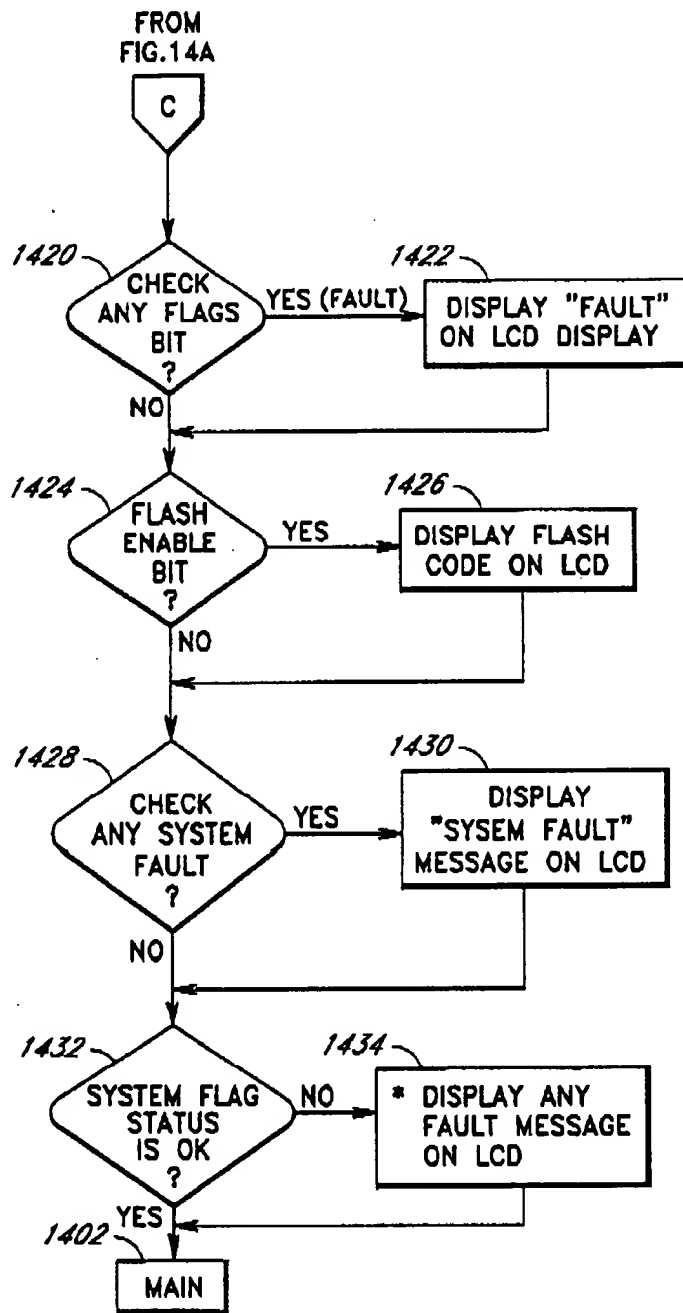 FROM
FIG.14A
C
1420
CHECK
ANY FLAGS
BIT
?
YES (FAULT)
1422
DISPLAY "FAULT"
ON LCD DISPLAY
NO
1424
FLASH
ENABLE
BIT
?
YES
1426
DISPLAY FLASH
CODE ON LCD
NO
1428
CHECK
ANY SYSTEM
FAULT
?
YES
1430
DISPLAY
"SYSEM FAULT"
MESSAGE ON LCD
NO
1432
SYSTEM FLAG
STATUS
IS OK
?
NO
1434
* DISPLAY ANY
FAULT MESSAGE
ON LCD
YES
1402
MAIN